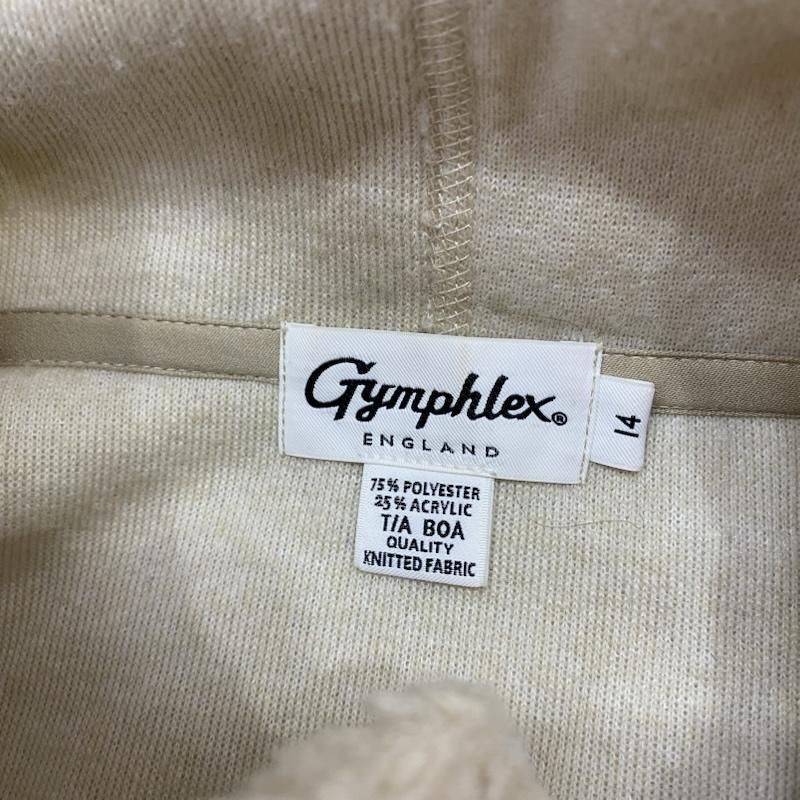 Gymphlex®
ENGLAND
14
75% POLYESTER
25% ACRYLIC
T/A BOA
QUALITY
KNITTED FABRIC